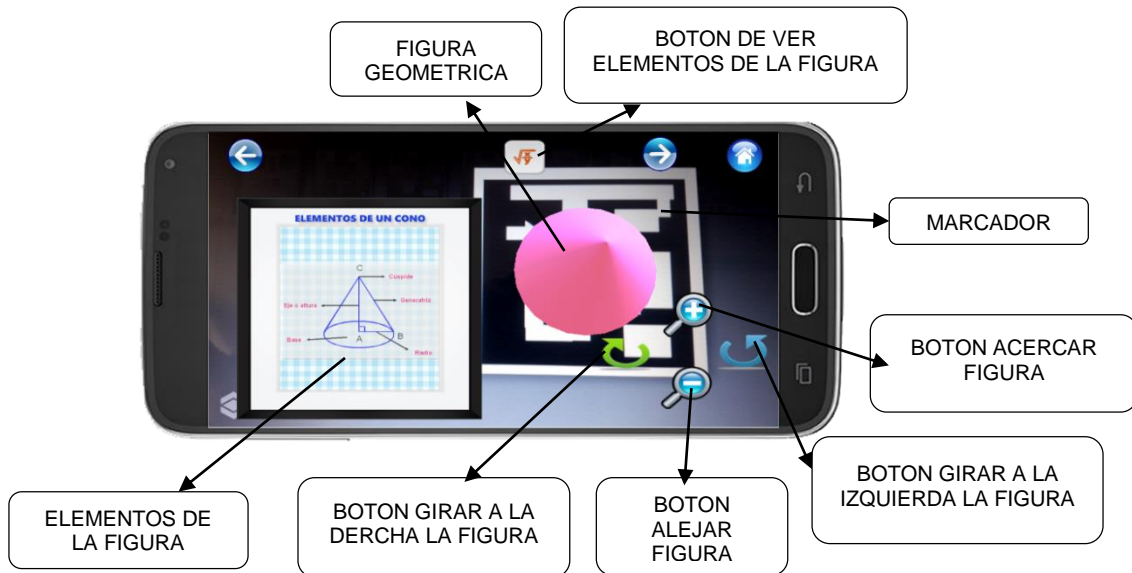 FIGURA
GEOMETRICA
BOTON DE VER
ELEMENTOS DE LA FIGURA
MARCADOR
ELEMENTOS DE UN CONO
C
Cúspide
Eje o altura
Generatriz
Base
A
B
Radio
BOTON ACERCAR
FIGURA
BOTON GIRAR A LA
IZQUIERDA LA FIGURA
ELEMENTOS DE
LA FIGURA
BOTON GIRAR A LA
DERCHA LA FIGURA
BOTON
ALEJAR
FIGURA